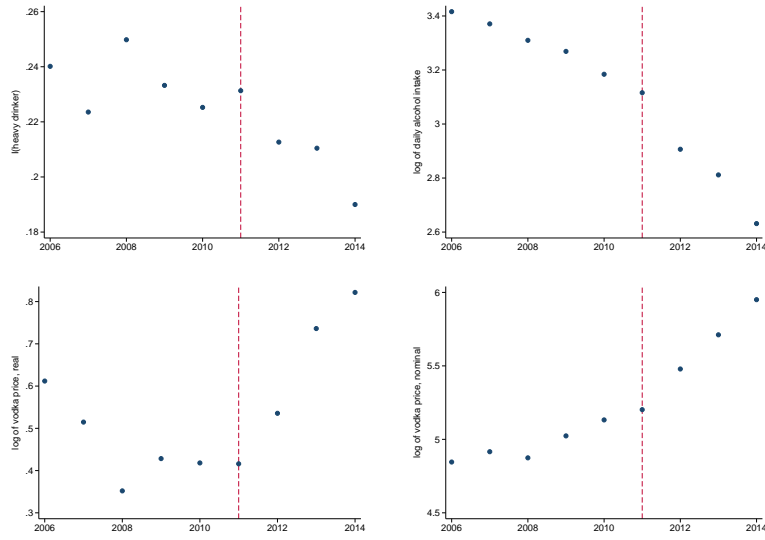 .26
.24
.22
.2
.18
I(heavy drinker)
2006 2008 2010 2012 2014
3.4
3.2
3
2.8
2.6
log of daily alcohol intake
2006 2008 2010 2012 2014
.8
.7
.6
.5
.4
.3
log of vodka price, real
2006 2008 2010 2012 2014
6
5.5
5
4.5
log of vodka price, nominal
2006 2008 2010 2012 2014